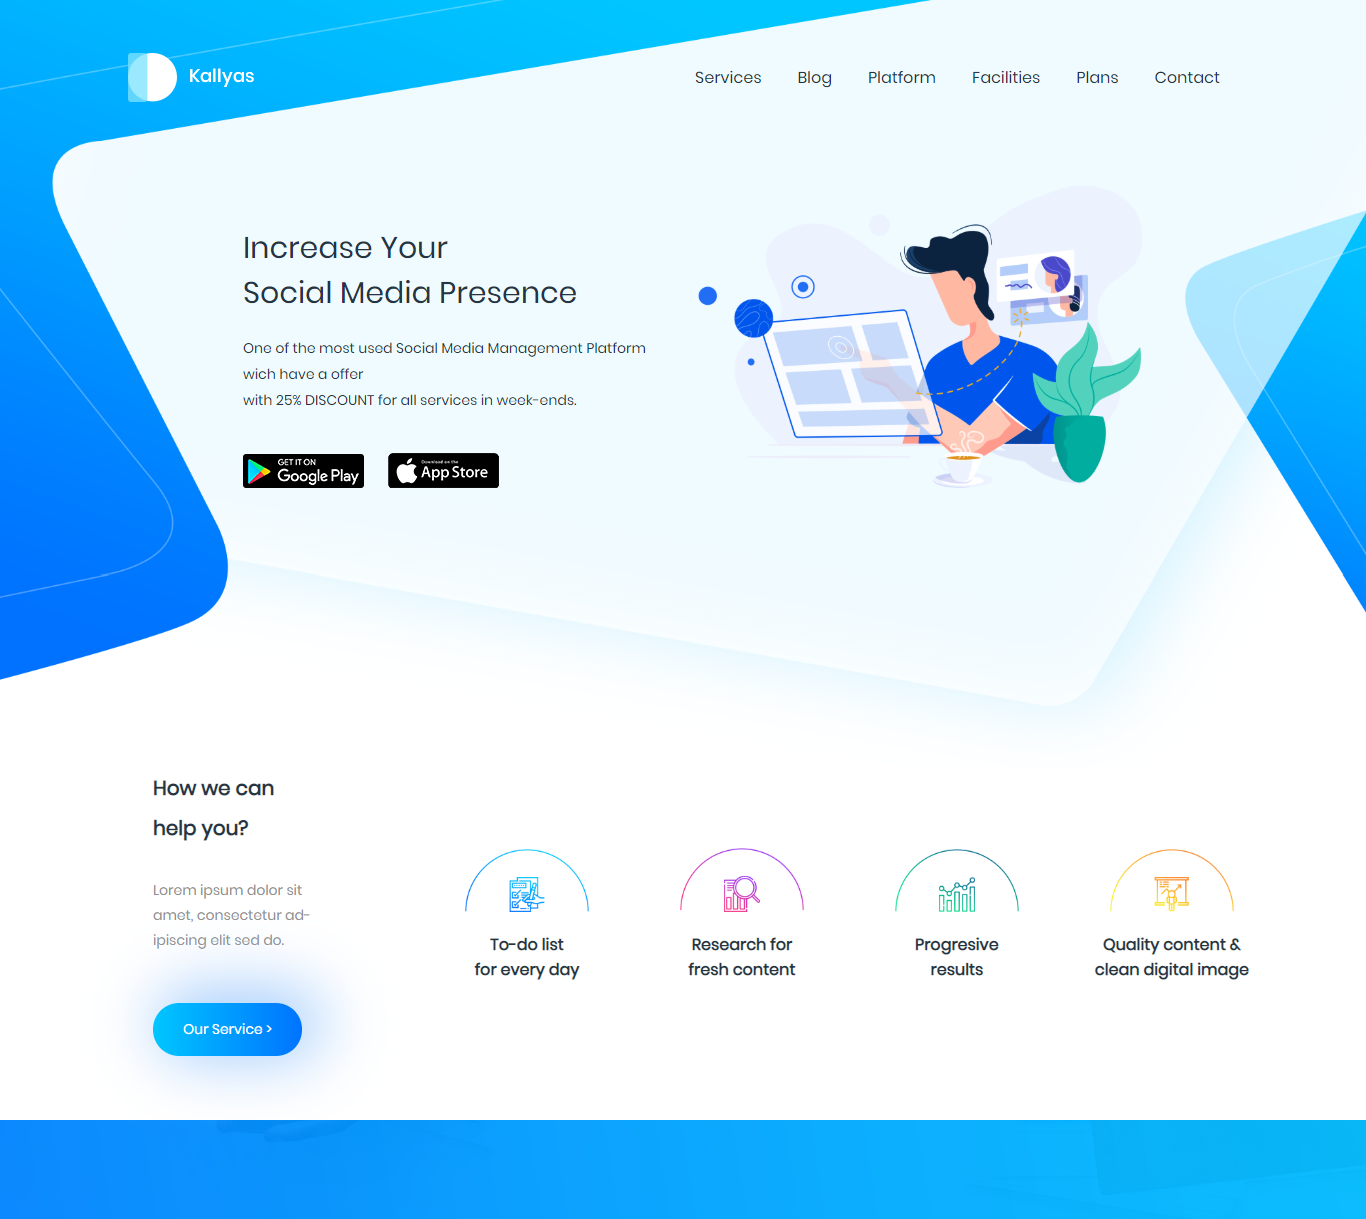 Kallyas
Services Blog Platform Facilities Plans Contact
Increase Your
Social Media Presence
One of the most used Social Media Management Platform
wich have a offer
with 25% DISCOUNT for all services in week-ends.
GET IT ON
Google Play
Download on the
App Store
How we can
help you?
Lorem ipsum dolor sit
amet, consectetur ad-
ipiscing elit sed do.
Our Service >
To-do list
for every day
Research for
fresh content
Progresive
results
Quality content &
clean digital image